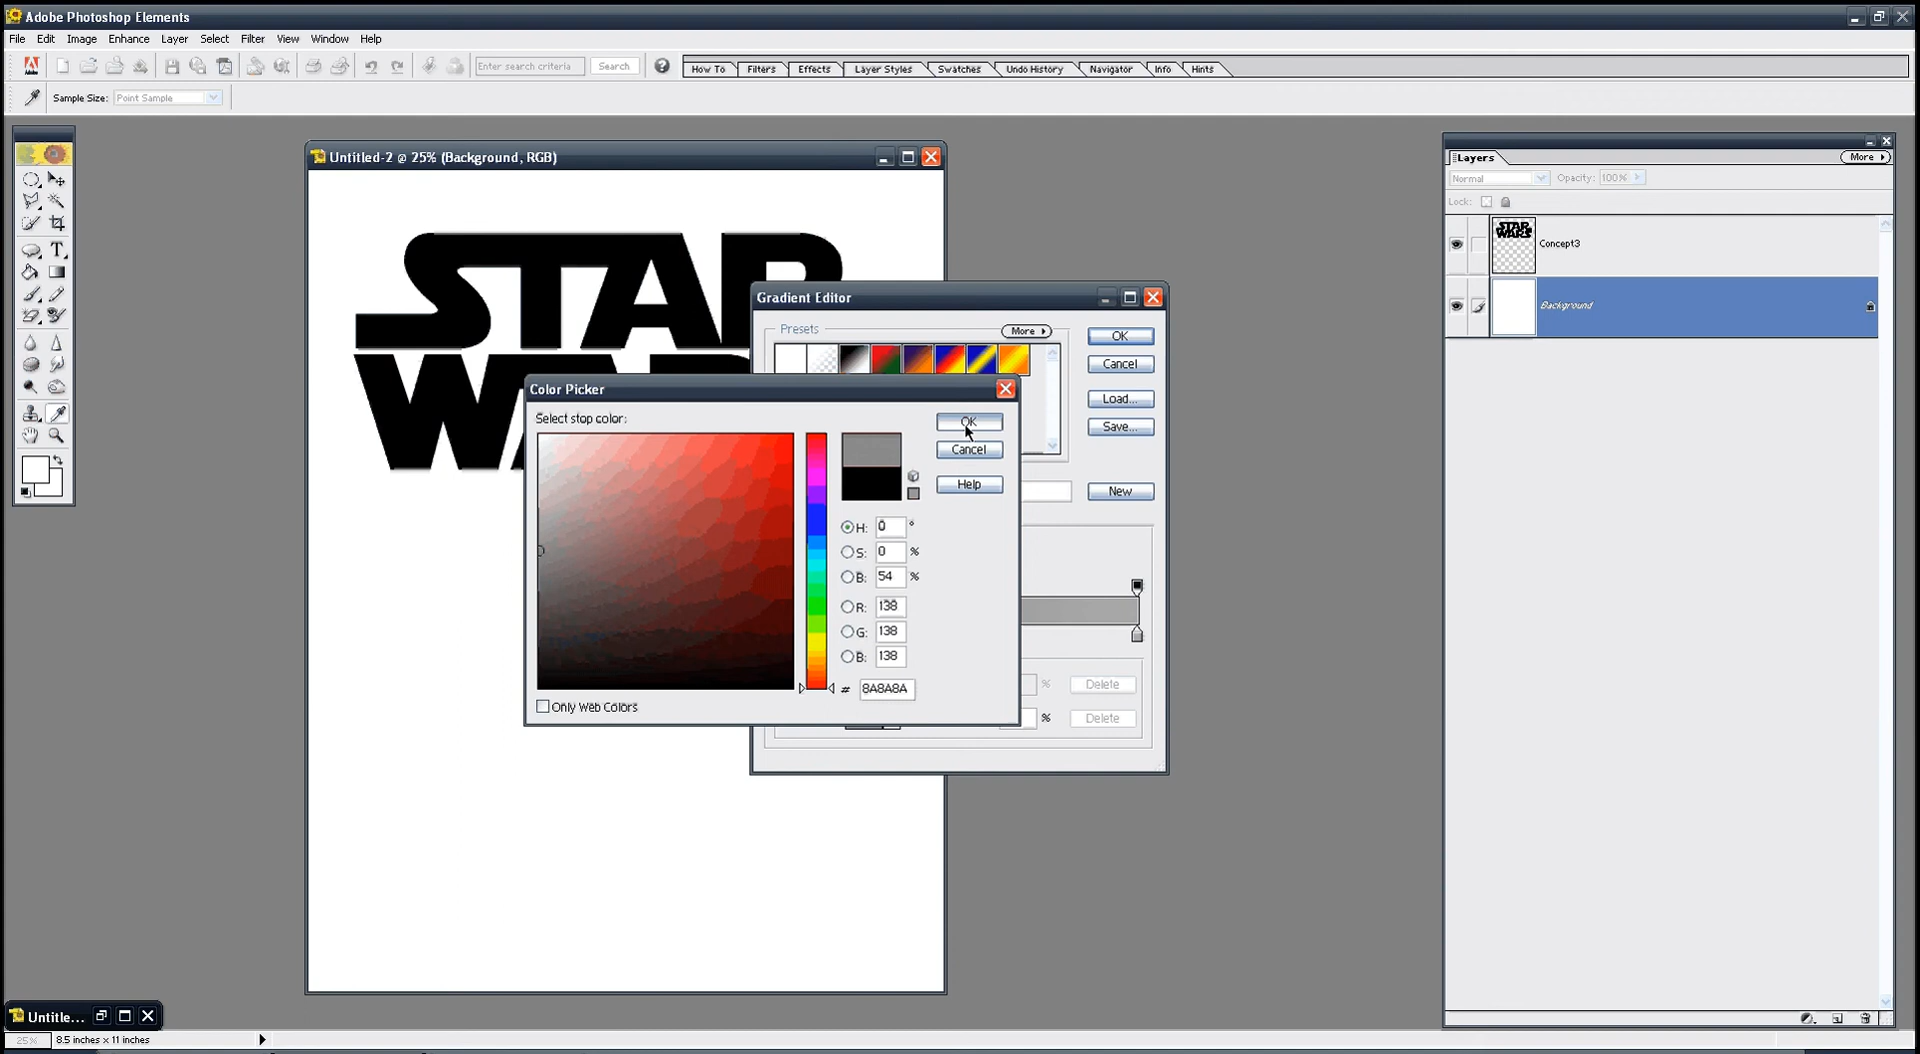 Adobe Photoshop Elements
File Edit Image Enhance Layer Select Filter View Window Help
Enter search criteria Search How To Filters Effects Layer Styles Swatches Undo History Navigator Info Hints
Sample Size: Point Sample
Untitled-2 @ 25% (Background, RGB)
STAR
Gradient Editor
Presets More
OK
Cancel
Load...
Save...
New
% Delete
% Delete
Color Picker
Select stop color:
OK
Cancel
Help
H: 0 °
S: 0 %
B: 54 %
R: 138
G: 138
B: 138
# 8A8A8A
Only Web Colors
Layers More
Normal Opacity: 100%
Lock:
STAR WARS
Concept3
Background
Untitle...
25% 8.5 inches x 11 inches